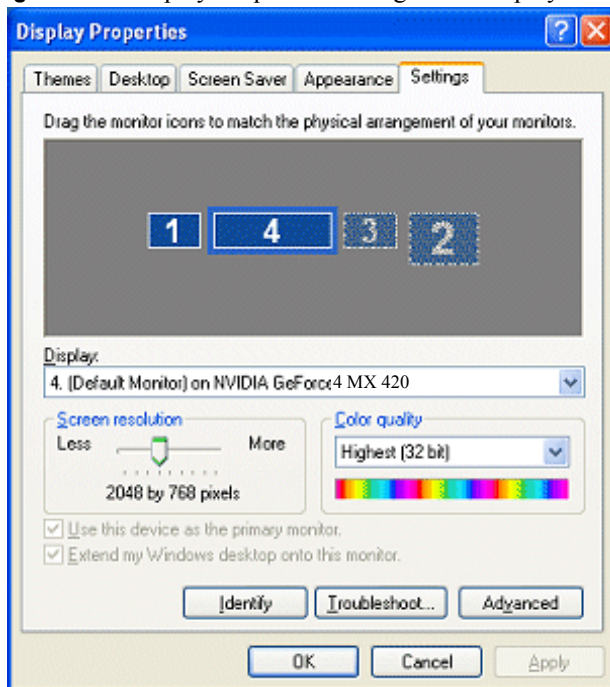 Display Properties
Themes Desktop Screen Saver Appearance Settings
Drag the monitor icons to match the physical arrangement of your monitors.
1 4 3 2
Display:
4. (Default Monitor) on NVIDIA GeForce4 MX 420
Screen resolution
Less More
2048 by 768 pixels
Color quality
Highest (32 bit)
Use this device as the primary monitor.
Extend my Windows desktop onto this monitor.
Identify Troubleshoot... Advanced
OK Cancel Apply